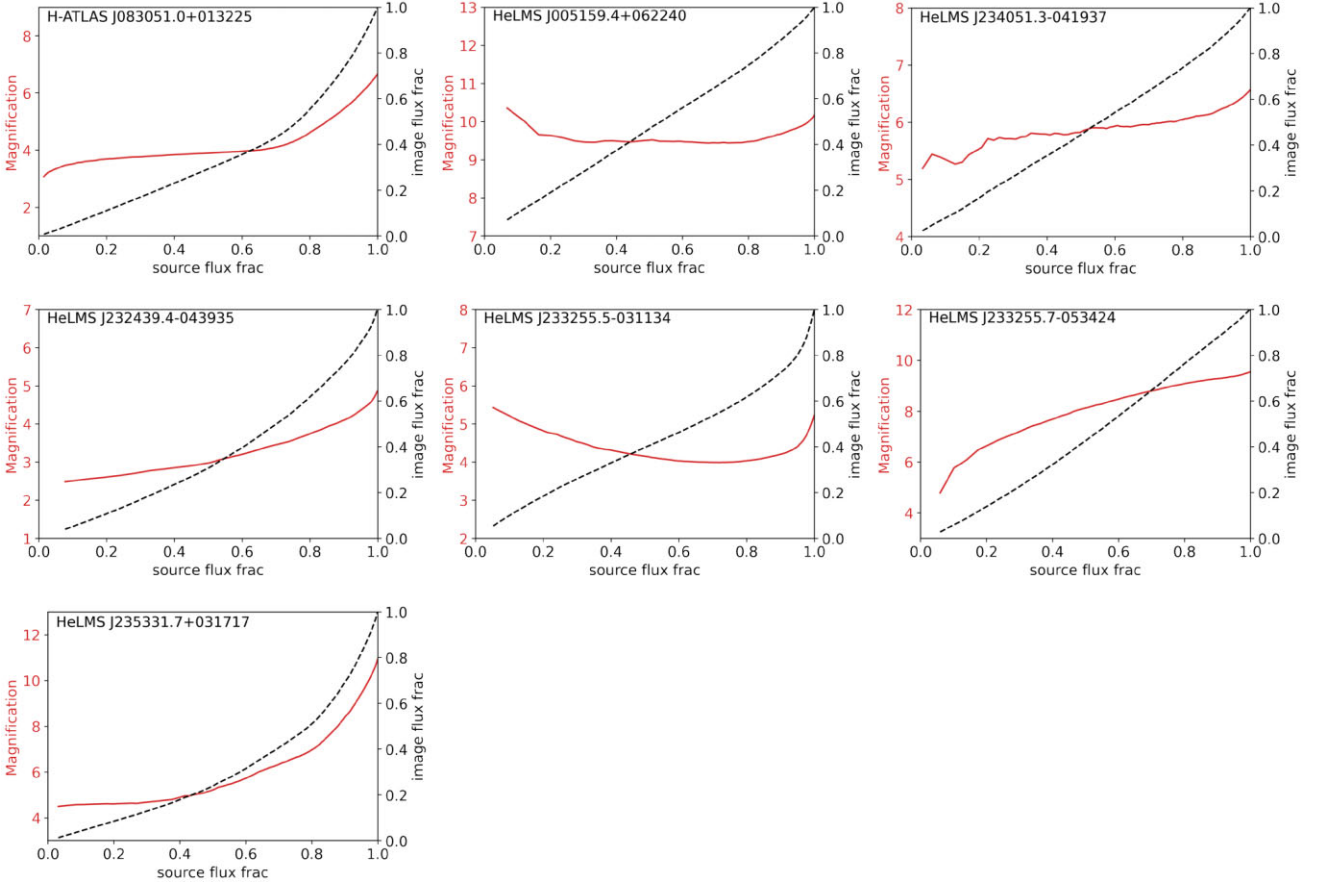 H-ATLAS J083051.0+013225
Magnification
8
6
4
2
1.0
0.8
0.6
0.4
0.2
0.0
image flux frac
0.0 0.2 0.4 0.6 0.8 1.0
source flux frac
HeLMS J005159.4+062240
Magnification
13
12
11
10
9
8
7
1.0
0.8
0.6
0.4
0.2
0.0
image flux frac
0.0 0.2 0.4 0.6 0.8 1.0
source flux frac
HeLMS J234051.3-041937
Magnification
8
7
6
5
4
1.0
0.8
0.6
0.4
0.2
0.0
image flux frac
0.0 0.2 0.4 0.6 0.8 1.0
source flux frac
HeLMS J232439.4-043935
Magnification
7
6
5
4
3
2
1
1.0
0.8
0.6
0.4
0.2
0.0
image flux frac
0.0 0.2 0.4 0.6 0.8 1.0
source flux frac
HeLMS J233255.5-031134
Magnification
8
7
6
5
4
3
2
1.0
0.8
0.6
0.4
0.2
0.0
image flux frac
0.0 0.2 0.4 0.6 0.8 1.0
source flux frac
HeLMS J233255.7-053424
Magnification
12
10
8
6
4
1.0
0.8
0.6
0.4
0.2
0.0
image flux frac
0.0 0.2 0.4 0.6 0.8 1.0
source flux frac
HeLMS J235331.7+031717
Magnification
12
10
8
6
4
1.0
0.8
0.6
0.4
0.2
0.0
image flux frac
0.0 0.2 0.4 0.6 0.8 1.0
source flux frac